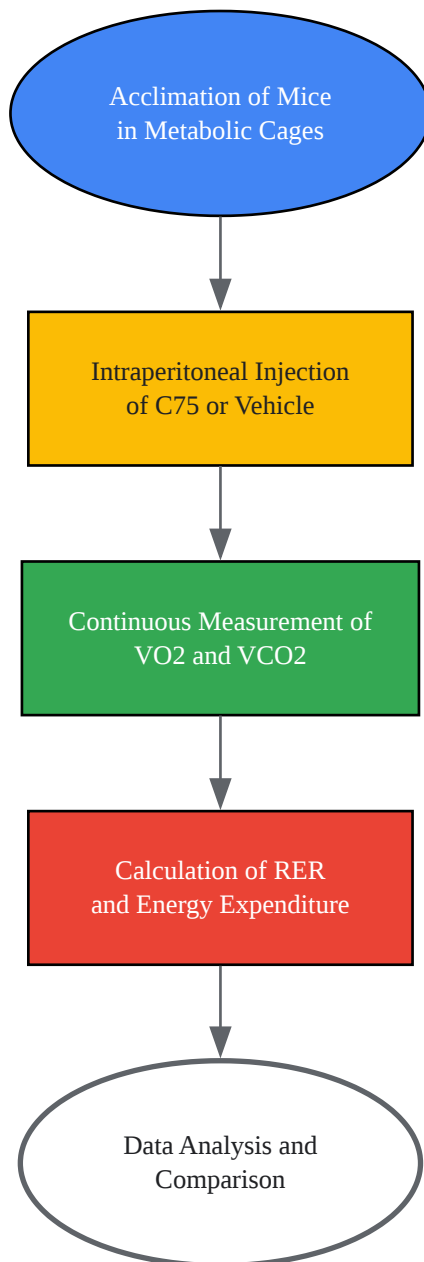 Acclimation of Mice
in Metabolic Cages
Intraperitoneal Injection
of C75 or Vehicle
Continuous Measurement of
VO2 and VCO2
Calculation of RER
and Energy Expenditure
Data Analysis and
Comparison